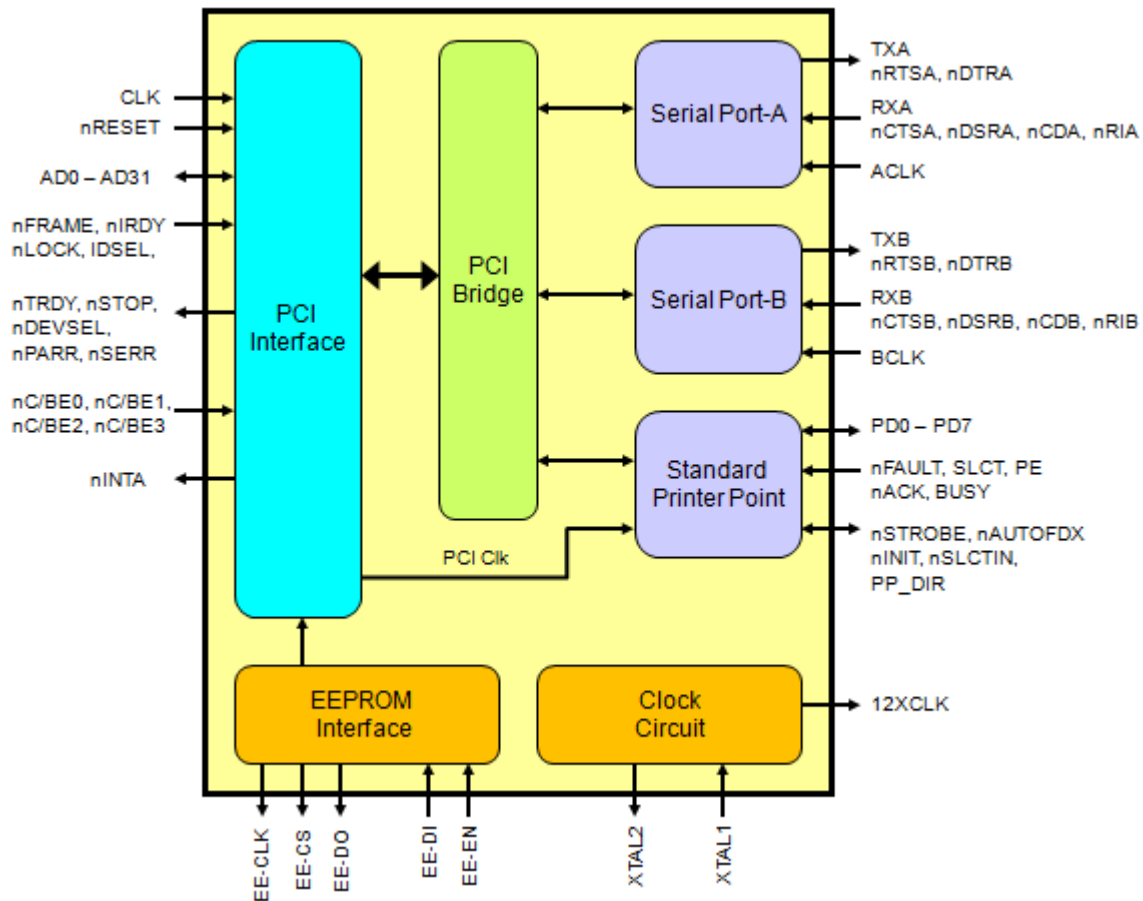 CLK
nRESET
AD0 – AD31
nFRAME, nIRDY
nLOCK, IDSEL,
nTRDY, nSTOP,
nDEVSEL,
nPARR, nSERR
nC/BE0, nC/BE1,
nC/BE2, nC/BE3
nINTA
PCI
Interface
PCI
Bridge
PCI Clk
Serial Port-A
Serial Port-B
Standard
Printer Point
TXA
nRTSA, nDTRA
RXA
nCTSA, nDSRA, nCDA, nRIA
ACLK
TXB
nRTSB, nDTRB
RXB
nCTSB, nDSRB, nCDB, nRIB
BCLK
PD0 – PD7
nFAULT, SLCT, PE
nACK, BUSY
nSTROBE, nAUTOFDX
nINIT, nSLCTIN,
PP_DIR
EEPROM
Interface
Clock
Circuit
12XCLK
EE-CLK
EE-CS
EE-DO
EE-DI
EE-EN
XTAL2
XTAL1